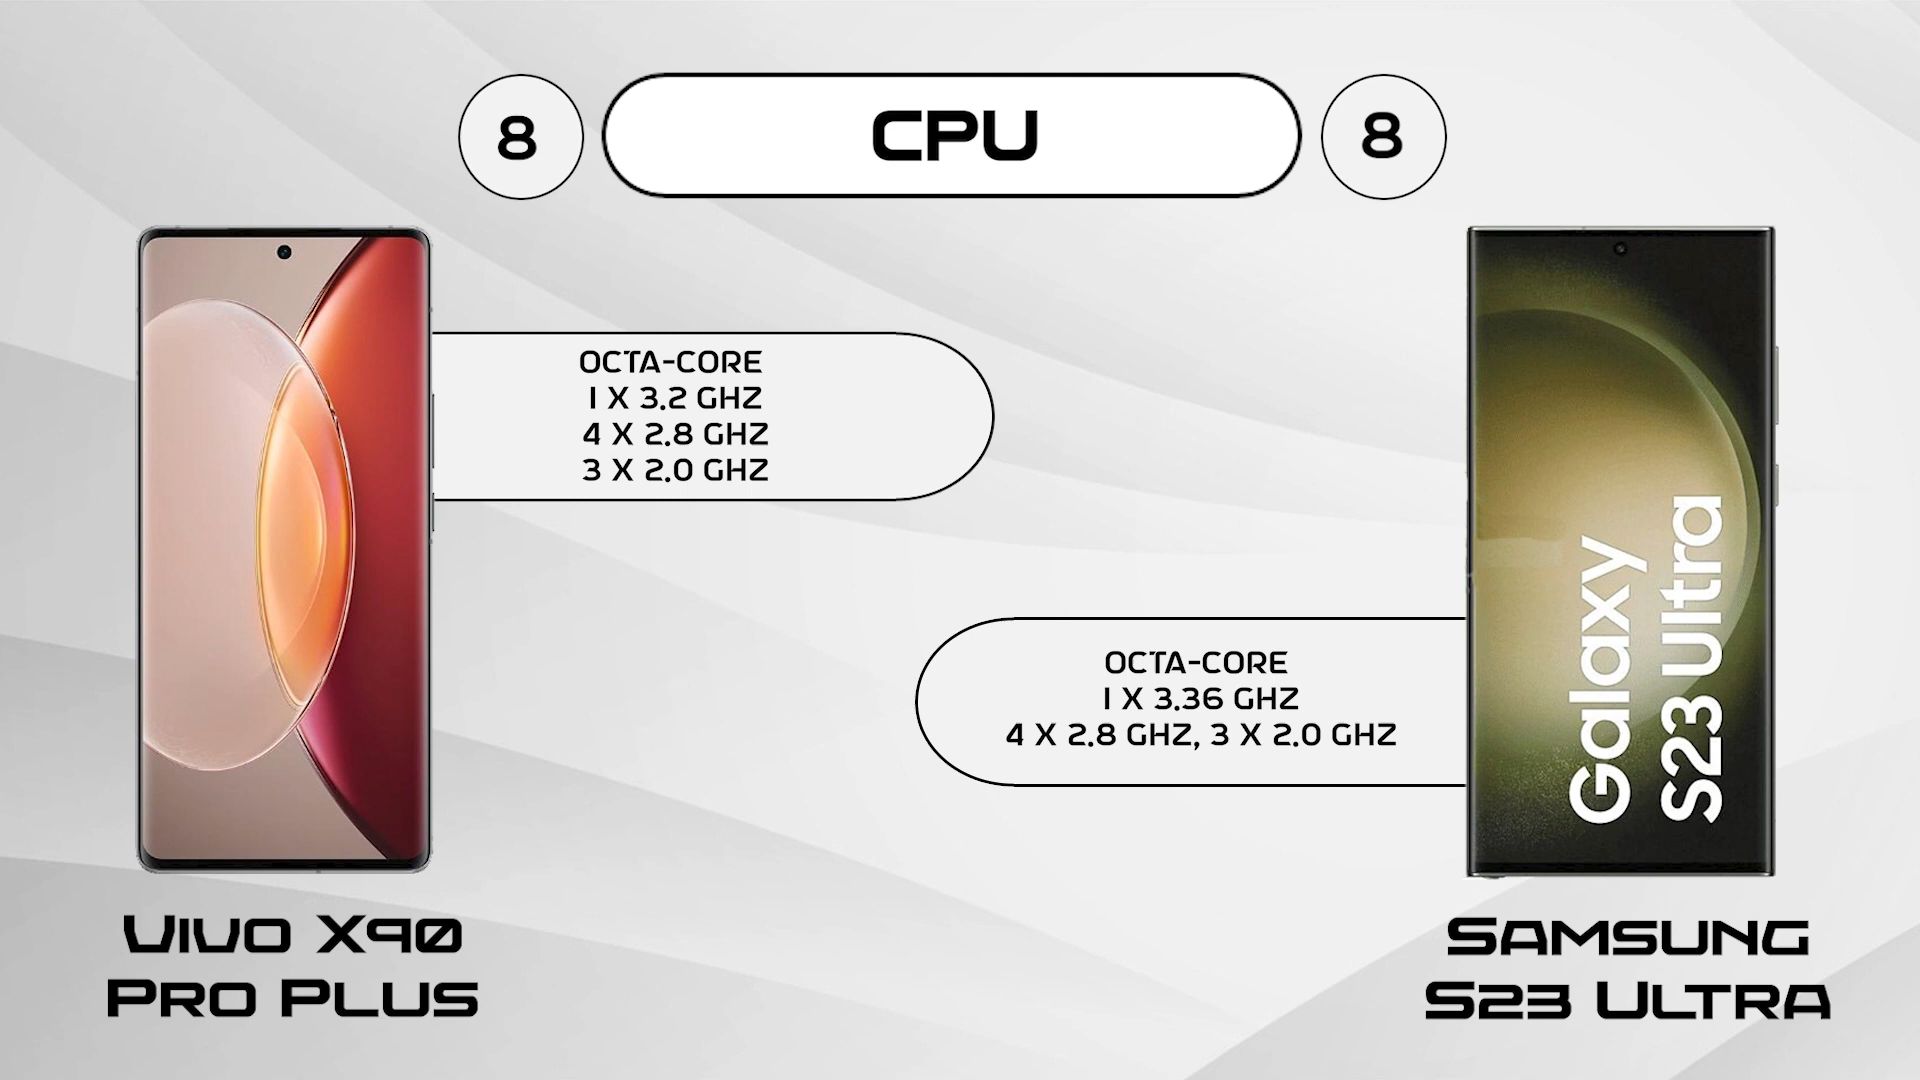 8
CPU
8
OCTA-CORE
1 X 3.2 GHZ
4 X 2.8 GHZ
3 X 2.0 GHZ
OCTA-CORE
1 X 3.36 GHZ
4 X 2.8 GHZ, 3 X 2.0 GHZ
Galaxy
S23 Ultra
Vivo X90
Pro Plus
Samsung
S23 Ultra